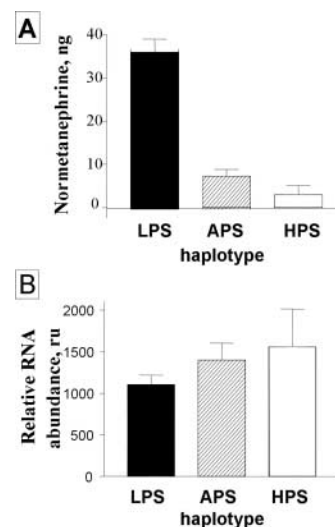 A
Normetanephrine, ng
40
30
20
10
0
LPS APS HPS
haplotype
B
Relative RNA
abundance, ru
2000
1500
1000
500
0
LPS APS HPS
haplotype